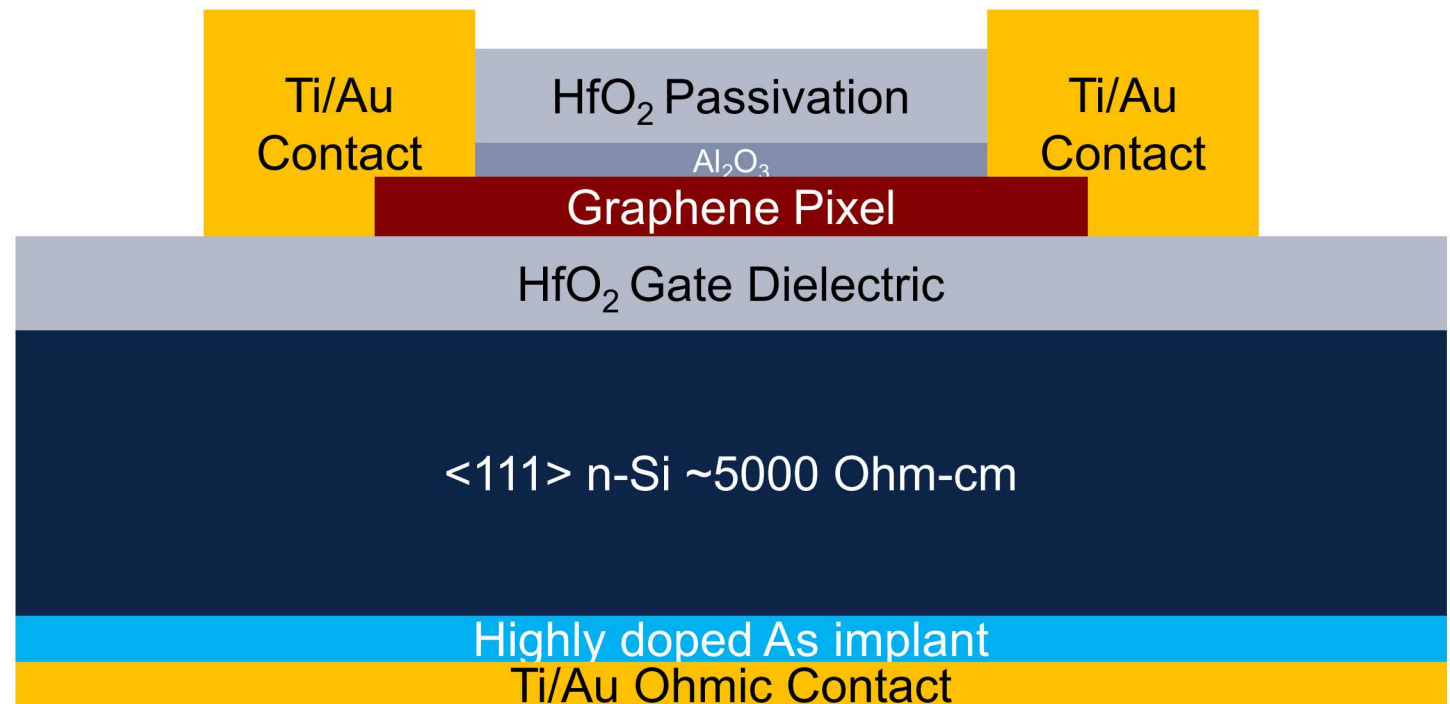 Ti/Au
Contact
HfO₂ Passivation
Ti/Au
Contact
Al₂O₃
Graphene Pixel
HfO₂ Gate Dielectric
<111> n-Si ~5000 Ohm-cm
Highly doped As implant
Ti/Au Ohmic Contact